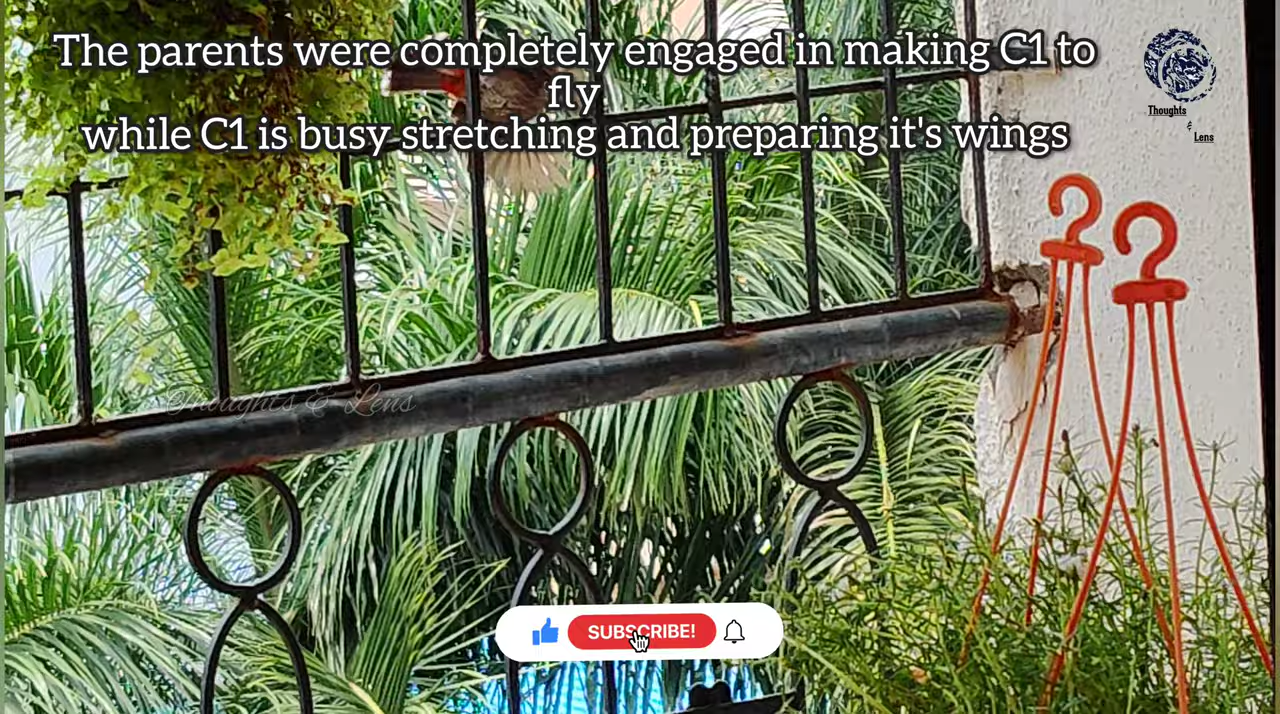 The parents were completely engaged in making C1 to
fly
while C1 is busy stretching and preparing it's wings
Thoughts
&
Lens
Thoughts & Lens
SUBSCRIBE!